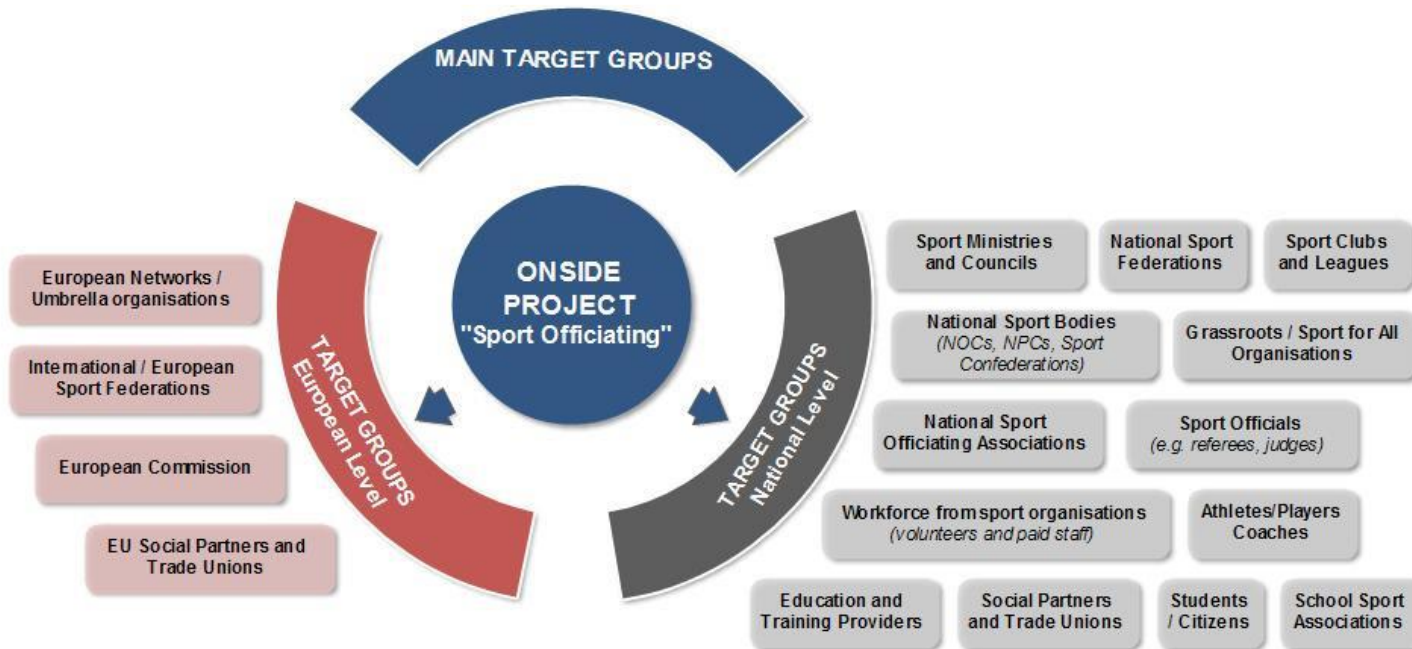 MAIN TARGET GROUPS
ONSIDE
PROJECT
"Sport Officiating"
TARGET GROUPS
European Level
European Networks /
Umbrella organisations
International / European
Sport Federations
European Commission
EU Social Partners and
Trade Unions
TARGET GROUPS
National Level
Sport Ministries
and Councils
National Sport
Federations
Sport Clubs
and Leagues
National Sport Bodies
(NOCs, NPCs, Sport
Confederations)
Grassroots / Sport for All
Organisations
National Sport
Officiating Associations
Sport Officials
(e.g. referees, judges)
Workforce from sport organisations
(volunteers and paid staff)
Athletes/Players
Coaches
Education and
Training Providers
Social Partners
and Trade Unions
Students
/ Citizens
School Sport
Associations